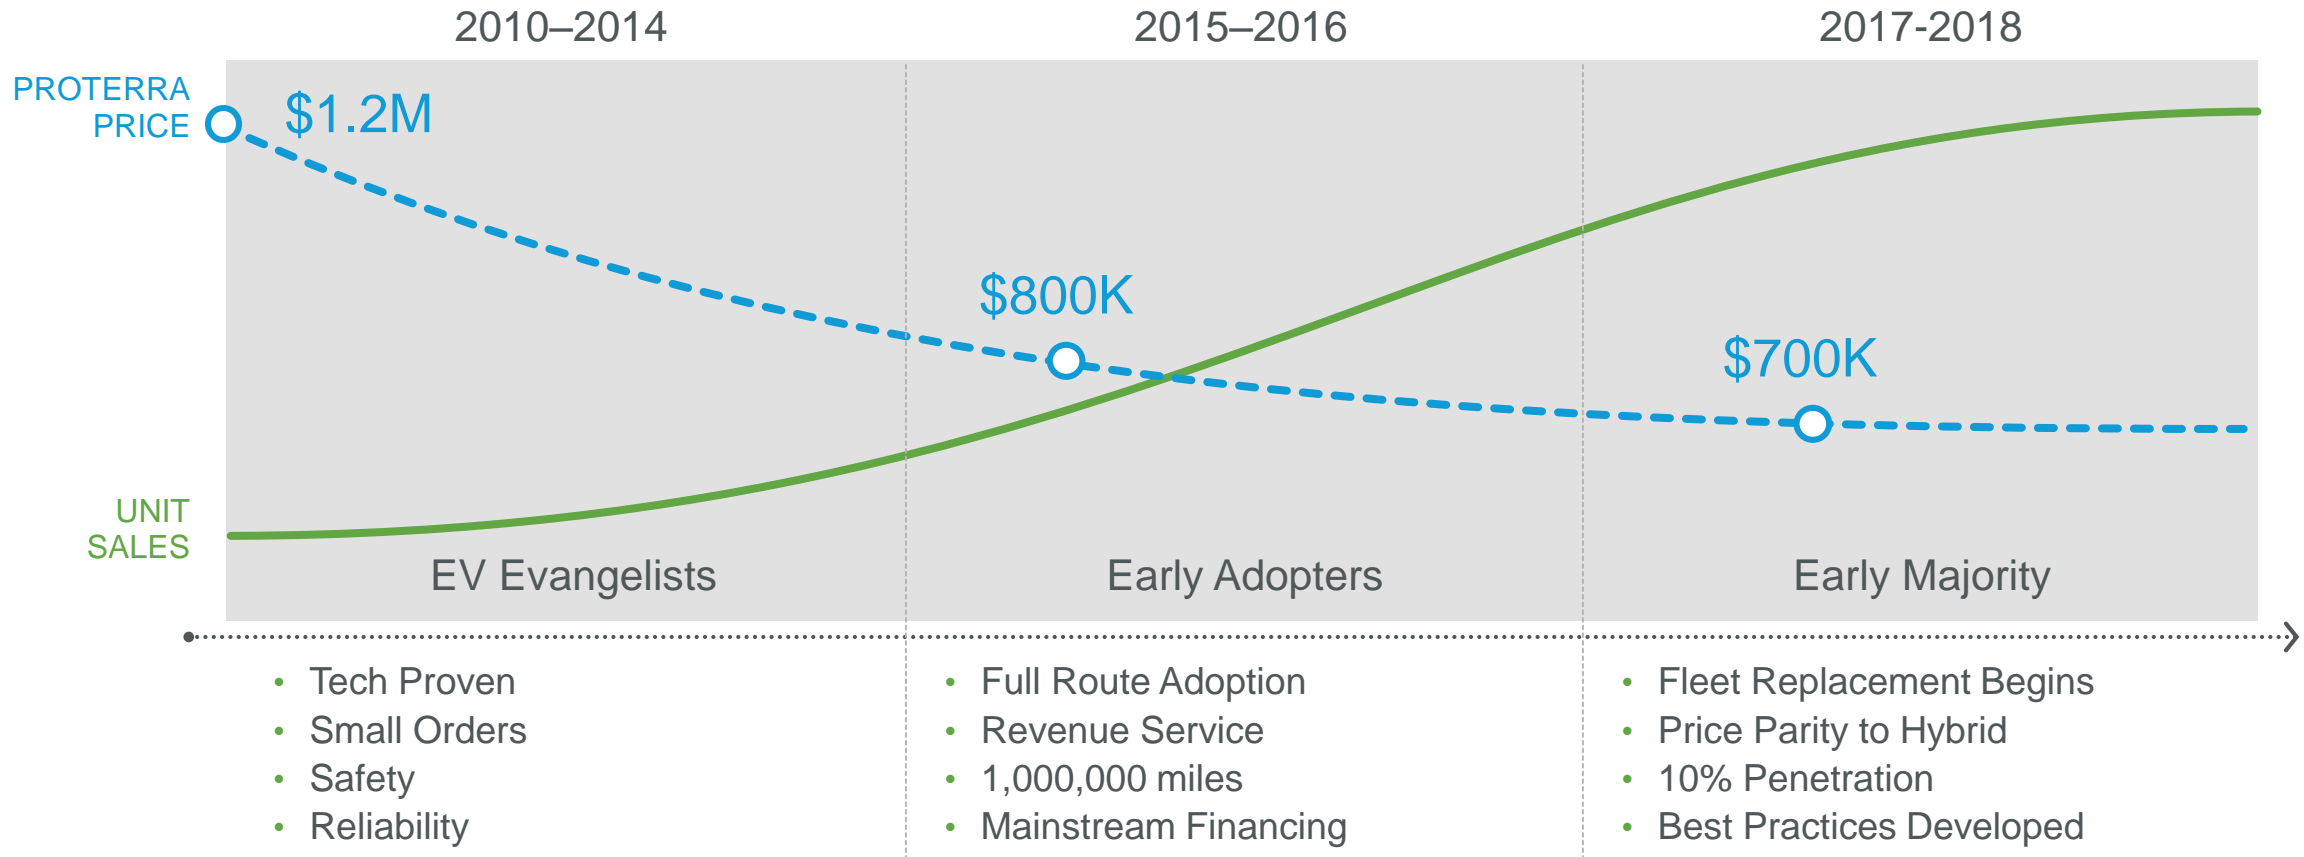 2010–2014
2015–2016
2017-2018
PROTERRA
PRICE
$1.2M
$800K
$700K
UNIT
SALES
EV Evangelists
Early Adopters
Early Majority
• Tech Proven
• Small Orders
• Safety
• Reliability
• Full Route Adoption
• Revenue Service
• 1,000,000 miles
• Mainstream Financing
• Fleet Replacement Begins
• Price Parity to Hybrid
• 10% Penetration
• Best Practices Developed